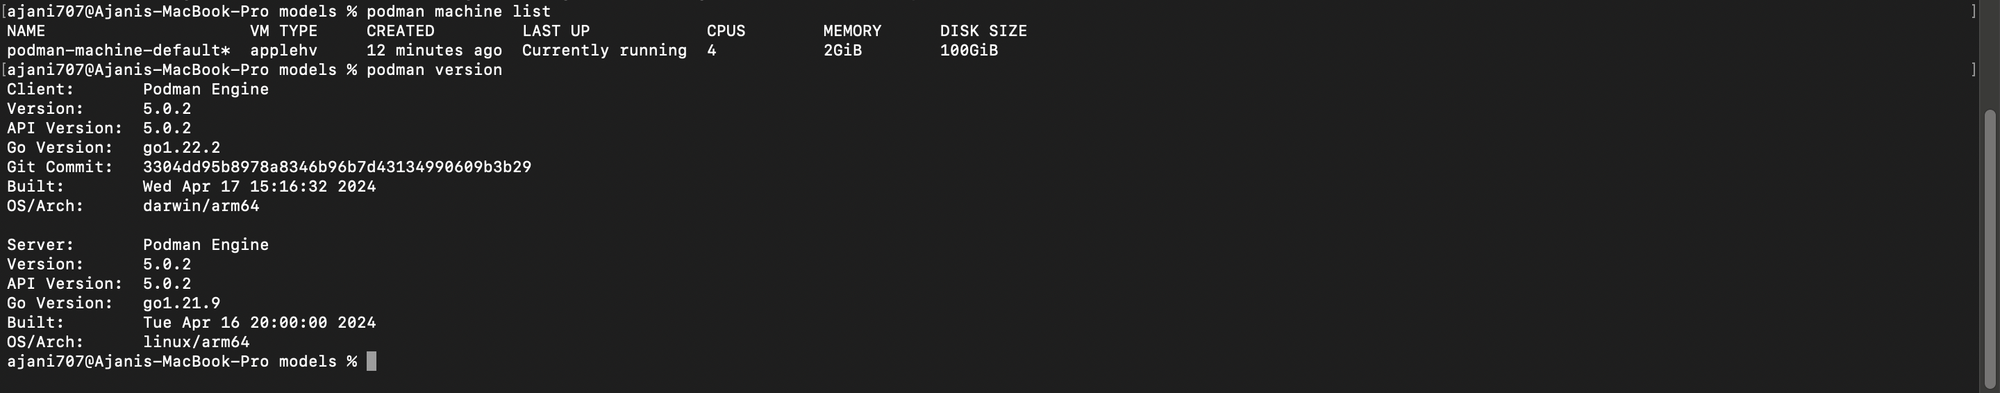 [ajani707@Ajanis-MacBook-Pro models % podman machine list ]
NAME VM TYPE CREATED LAST UP CPUS MEMORY DISK SIZE
podman-machine-default* applehv 12 minutes ago Currently running 4 2GiB 100GiB
[ajani707@Ajanis-MacBook-Pro models % podman version ]
Client: Podman Engine
Version: 5.0.2
API Version: 5.0.2
Go Version: go1.22.2
Git Commit: 3304dd95b8978a8346b96b7d43134990609b3b29
Built: Wed Apr 17 15:16:32 2024
OS/Arch: darwin/arm64
Server: Podman Engine
Version: 5.0.2
API Version: 5.0.2
Go Version: go1.21.9
Built: Tue Apr 16 20:00:00 2024
OS/Arch: linux/arm64
ajani707@Ajanis-MacBook-Pro models %